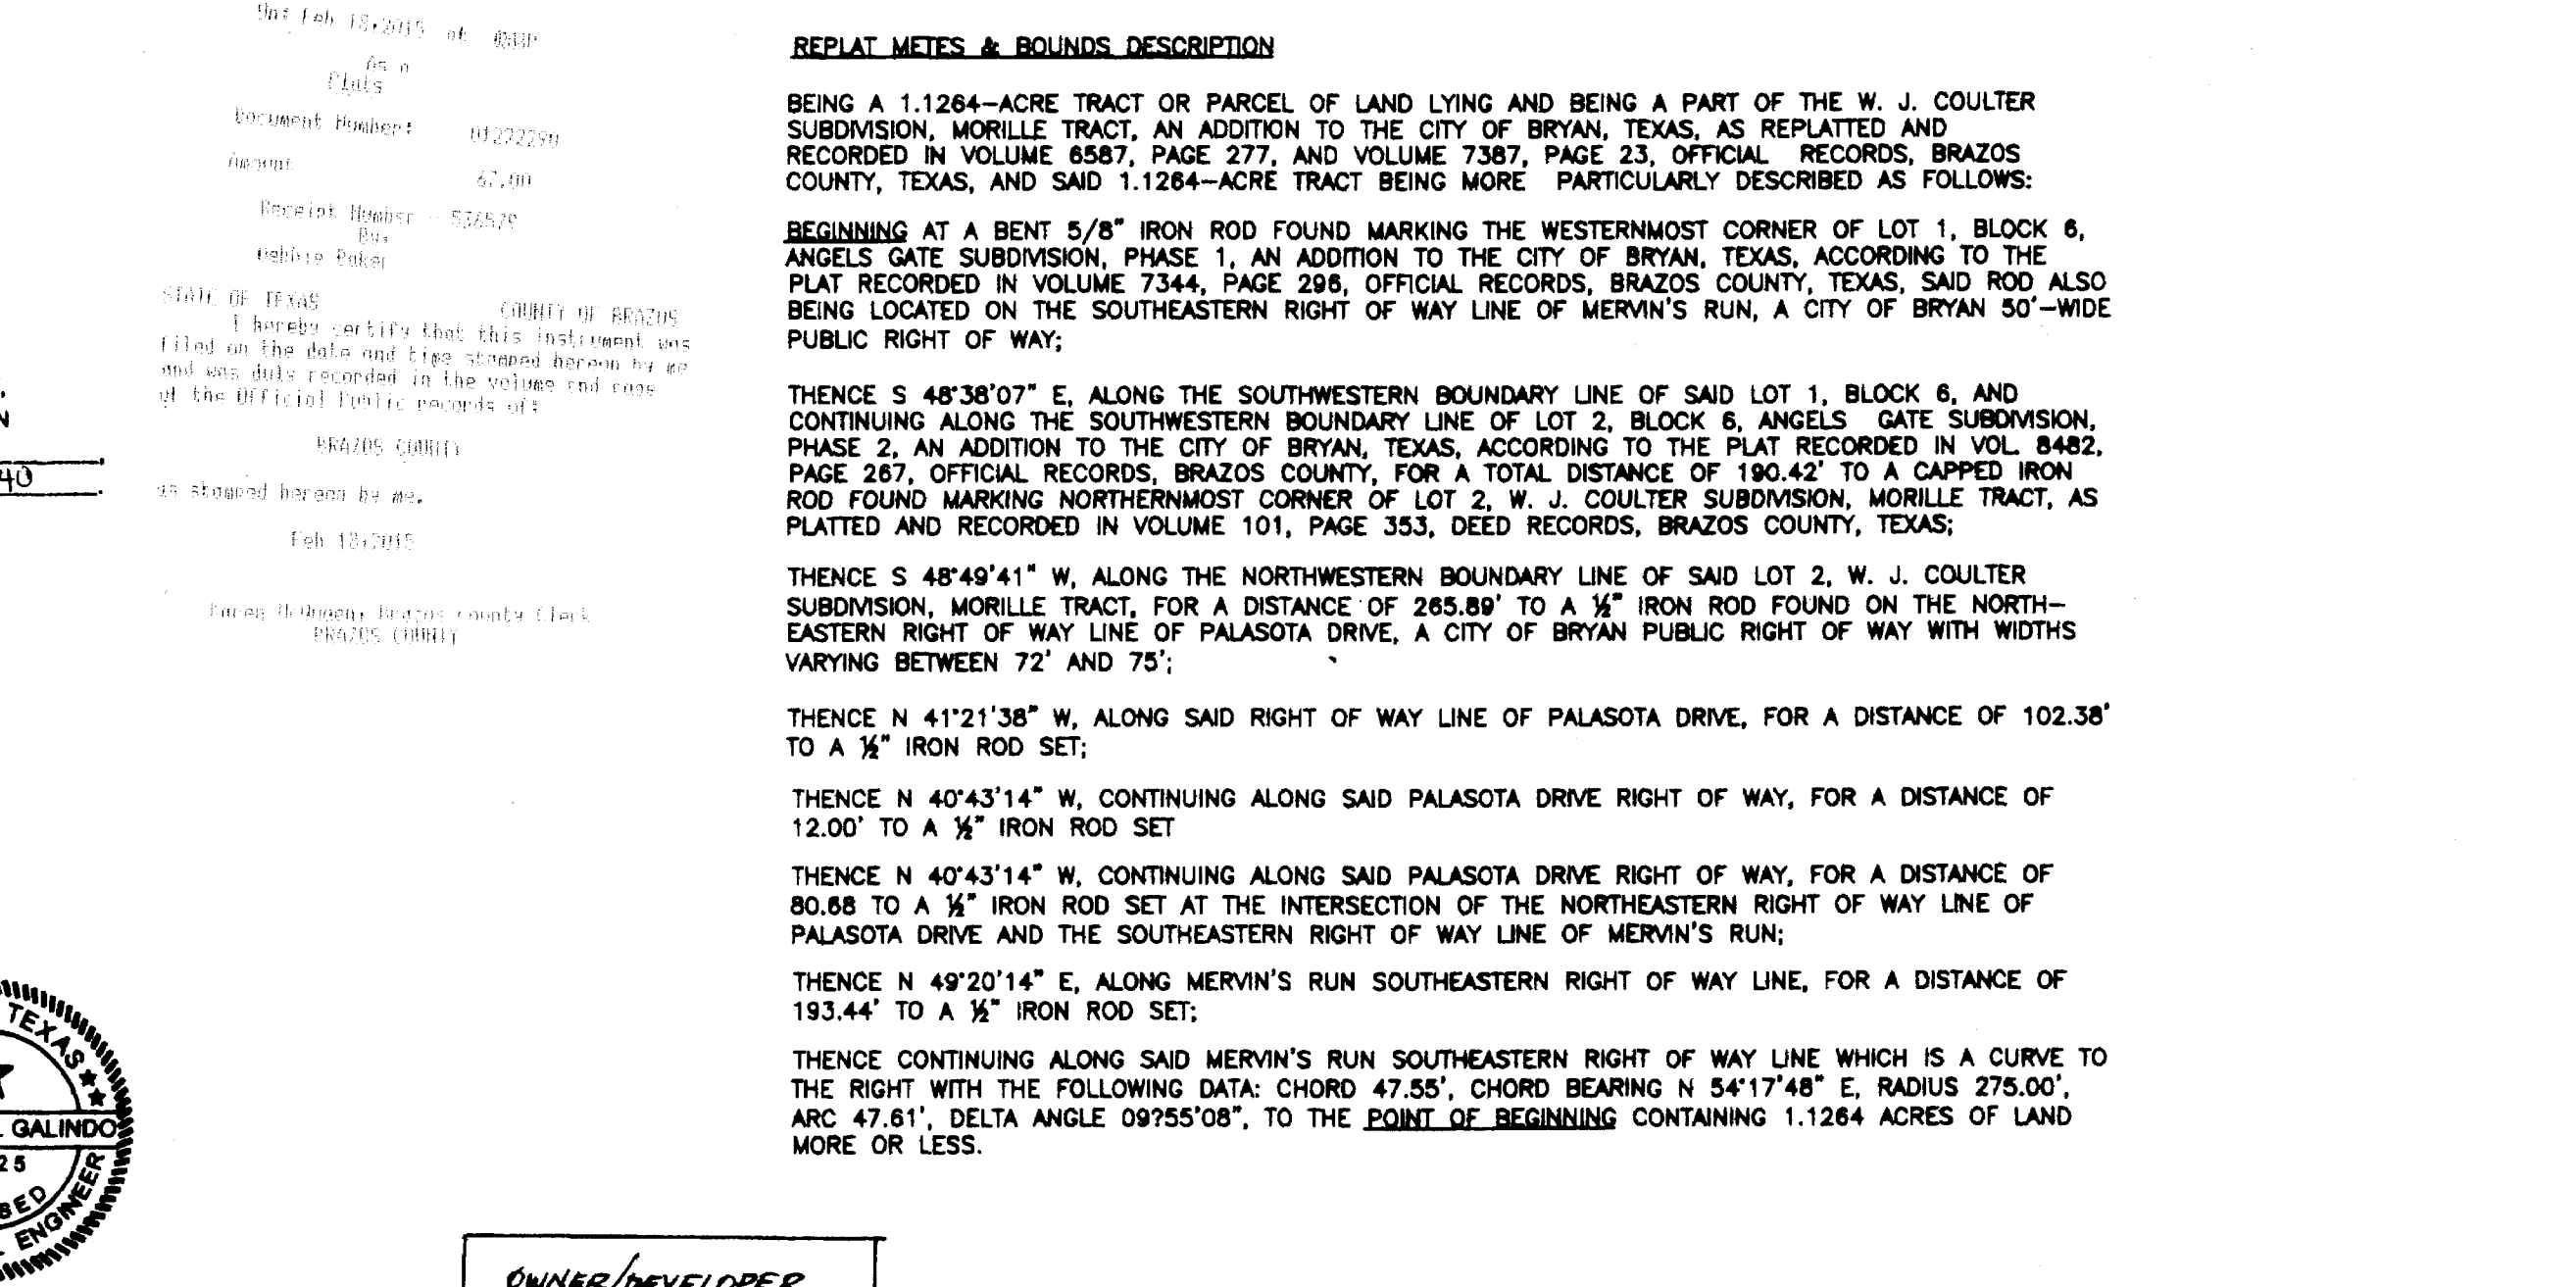 On: Feb 18,2015 at
As a
Plats
Document Number:
Amount
67.00
Receipt Number -
By,
STATE OF TEXAS COUNTY OF BRAZOS
I hereby certify that this instrument was
filed on the date and time stamped hereon by me
and was duly recorded in the volume and page
of the Official Public records of:
BRAZOS COUNTY
as stamped hereon by me.
Feb 18,2015
Karen McQueen, Brazos County Clerk
BRAZOS COUNTY
40
TEXAS
GALINDO
25
ENGINEER
REPLAT METES & BOUNDS DESCRIPTION
BEING A 1.1264-ACRE TRACT OR PARCEL OF LAND LYING AND BEING A PART OF THE W. J. COULTER
SUBDIVISION, MORILLE TRACT, AN ADDITION TO THE CITY OF BRYAN, TEXAS, AS REPLATTED AND
RECORDED IN VOLUME 6587, PAGE 277, AND VOLUME 7387, PAGE 23, OFFICIAL RECORDS, BRAZOS
COUNTY, TEXAS, AND SAID 1.1264-ACRE TRACT BEING MORE PARTICULARLY DESCRIBED AS FOLLOWS:
BEGINNING AT A BENT 5/8" IRON ROD FOUND MARKING THE WESTERNMOST CORNER OF LOT 1, BLOCK 6,
ANGELS GATE SUBDIVISION, PHASE 1, AN ADDITION TO THE CITY OF BRYAN, TEXAS, ACCORDING TO THE
PLAT RECORDED IN VOLUME 7344, PAGE 296, OFFICIAL RECORDS, BRAZOS COUNTY, TEXAS, SAID ROD ALSO
BEING LOCATED ON THE SOUTHEASTERN RIGHT OF WAY LINE OF MERVIN'S RUN, A CITY OF BRYAN 50'-WIDE
PUBLIC RIGHT OF WAY;
THENCE S 48°38'07" E, ALONG THE SOUTHWESTERN BOUNDARY LINE OF SAID LOT 1, BLOCK 6, AND
CONTINUING ALONG THE SOUTHWESTERN BOUNDARY LINE OF LOT 2, BLOCK 6, ANGELS GATE SUBDIVISION,
PHASE 2, AN ADDITION TO THE CITY OF BRYAN, TEXAS, ACCORDING TO THE PLAT RECORDED IN VOL. 8482,
PAGE 267, OFFICIAL RECORDS, BRAZOS COUNTY, FOR A TOTAL DISTANCE OF 190.42' TO A CAPPED IRON
ROD FOUND MARKING NORTHERNMOST CORNER OF LOT 2, W. J. COULTER SUBDIVISION, MORILLE TRACT, AS
PLATTED AND RECORDED IN VOLUME 101, PAGE 353, DEED RECORDS, BRAZOS COUNTY, TEXAS;
THENCE S 48°49'41" W, ALONG THE NORTHWESTERN BOUNDARY LINE OF SAID LOT 2, W. J. COULTER
SUBDIVISION, MORILLE TRACT, FOR A DISTANCE OF 265.89' TO A ½" IRON ROD FOUND ON THE NORTH-
EASTERN RIGHT OF WAY LINE OF PALASOTA DRIVE, A CITY OF BRYAN PUBLIC RIGHT OF WAY WITH WIDTHS
VARYING BETWEEN 72' AND 75';
THENCE N 41°21'38" W, ALONG SAID RIGHT OF WAY LINE OF PALASOTA DRIVE, FOR A DISTANCE OF 102.38'
TO A ½" IRON ROD SET;
THENCE N 40°43'14" W, CONTINUING ALONG SAID PALASOTA DRIVE RIGHT OF WAY, FOR A DISTANCE OF
12.00' TO A ½" IRON ROD SET
THENCE N 40°43'14" W, CONTINUING ALONG SAID PALASOTA DRIVE RIGHT OF WAY, FOR A DISTANCE OF
80.68 TO A ½" IRON ROD SET AT THE INTERSECTION OF THE NORTHEASTERN RIGHT OF WAY LINE OF
PALASOTA DRIVE AND THE SOUTHEASTERN RIGHT OF WAY LINE OF MERVIN'S RUN;
THENCE N 49°20'14" E, ALONG MERVIN'S RUN SOUTHEASTERN RIGHT OF WAY LINE, FOR A DISTANCE OF
193.44' TO A ½" IRON ROD SET;
THENCE CONTINUING ALONG SAID MERVIN'S RUN SOUTHEASTERN RIGHT OF WAY LINE WHICH IS A CURVE TO
THE RIGHT WITH THE FOLLOWING DATA: CHORD 47.55', CHORD BEARING N 54°17'48" E, RADIUS 275.00',
ARC 47.61', DELTA ANGLE 09?55'08", TO THE POINT OF BEGINNING CONTAINING 1.1264 ACRES OF LAND
MORE OR LESS.
OWNER/DEVELOPER